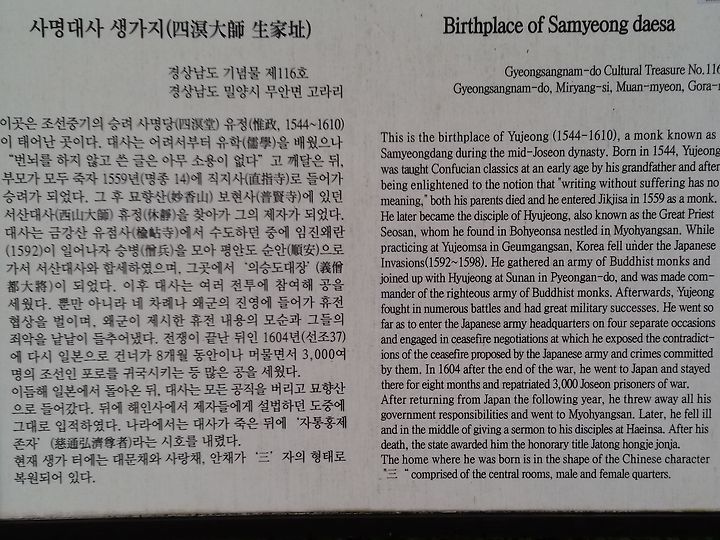 사명대사 생가지(四溟大師 生家址)
경상남도 기념물 제116호
경상남도 밀양시 무안면 고라리
이곳은 조선중기의 승려 사명당(四溟堂) 유정(惟政, 1544~1610)
이 태어난 곳이다. 대사는 어려서부터 유학(儒學)을 배웠으나
“번뇌를 하지 않고 쓴 글은 아무 소용이 없다” 고 깨달은 뒤,
부모가 모두 죽자 1559년(명종 14)에 직지사(直指寺)로 들어가
승려가 되었다. 그 후 묘향산(妙香山) 보현사(普賢寺)에 있던
서산대사(西山大師) 휴정(休靜)을 찾아가 그의 제자가 되었다.
대사는 금강산 유점사(楡岾寺)에서 수도하던 중에 임진왜란
(1592)이 일어나자 승병(僧兵)을 모아 평안도 순안(順安)으로
가서 서산대사와 합세하였으며, 그곳에서 ‘의승도대장’ (義僧
都大將)이 되었다. 이후 대사는 여러 전투에 참여해 공을
세웠다. 뿐만 아니라 네 차례나 왜군의 진영에 들어가 휴전
협상을 벌이며, 왜군이 제시한 휴전 내용의 모순과 그들의
죄악을 낱낱이 들추어냈다. 전쟁이 끝난 뒤인 1604년(선조37)
에 다시 일본으로 건너가 8개월 동안이나 머물면서 3,000여
명의 조선인 포로를 귀국시키는 등 많은 공을 세웠다.
이듬해 일본에서 돌아온 뒤, 대사는 모든 공직을 버리고 묘향산
으로 들어갔다. 뒤에 해인사에서 제자들에게 설법하던 도중에
그대로 입적하였다. 나라에서는 대사가 죽은 뒤에 ‘자통홍제
존자’ (慈通弘濟尊者)라는 시호를 내렸다.
현재 생가 터에는 대문채와 사랑채, 안채가 ‘三’ 자의 형태로
복원되어 있다.
Birthplace of Samyeong daesa
Gyeongsangnam-do Cultural Treasure No.116
Gyeongsangnam-do, Miryang-si, Muan-myeon, Gora-r
This is the birthplace of Yujeong (1544-1610), a monk known as
Samyeongdang during the mid-Joseon dynasty. Born in 1544, Yujeong
was taught Confucian classics at an early age by his grandfather and after
being enlightened to the notion that "writing without suffering has no
meaning," both his parents died and he entered Jikjisa in 1559 as a monk.
He later became the disciple of Hyujeong, also known as the Great Priest
Seosan, whom he found in Bohyeonsa nestled in Myohyangsan. While
practicing at Yujeomsa in Geumgangsan, Korea fell under the Japanese
Invasions(1592~1598). He gathered an army of Buddhist monks and
joined up with Hyujeong at Sunan in Pyeongan-do, and was made com-
mander of the righteous army of Buddhist monks. Afterwards, Yujeong
fought in numerous battles and had great military successes. He went so
far as to enter the Japanese army headquarters on four separate occasions
and engaged in ceasefire negotiations at which he exposed the contradict-
ions of the ceasefire proposed by the Japanese army and crimes committed
by them. In 1604 after the end of the war, he went to Japan and stayed
there for eight months and repatriated 3,000 Joseon prisoners of war.
After returning from Japan the following year, he threw away all his
government responsibilities and went to Myohyangsan. Later, he fell ill
and in the middle of giving a sermon to his disciples at Haeinsa. After his
death, the state awarded him the honorary title Jatong hongje jonja.
The home where he was born is in the shape of the Chinese character
"三 “ comprised of the central rooms, male and female quarters.